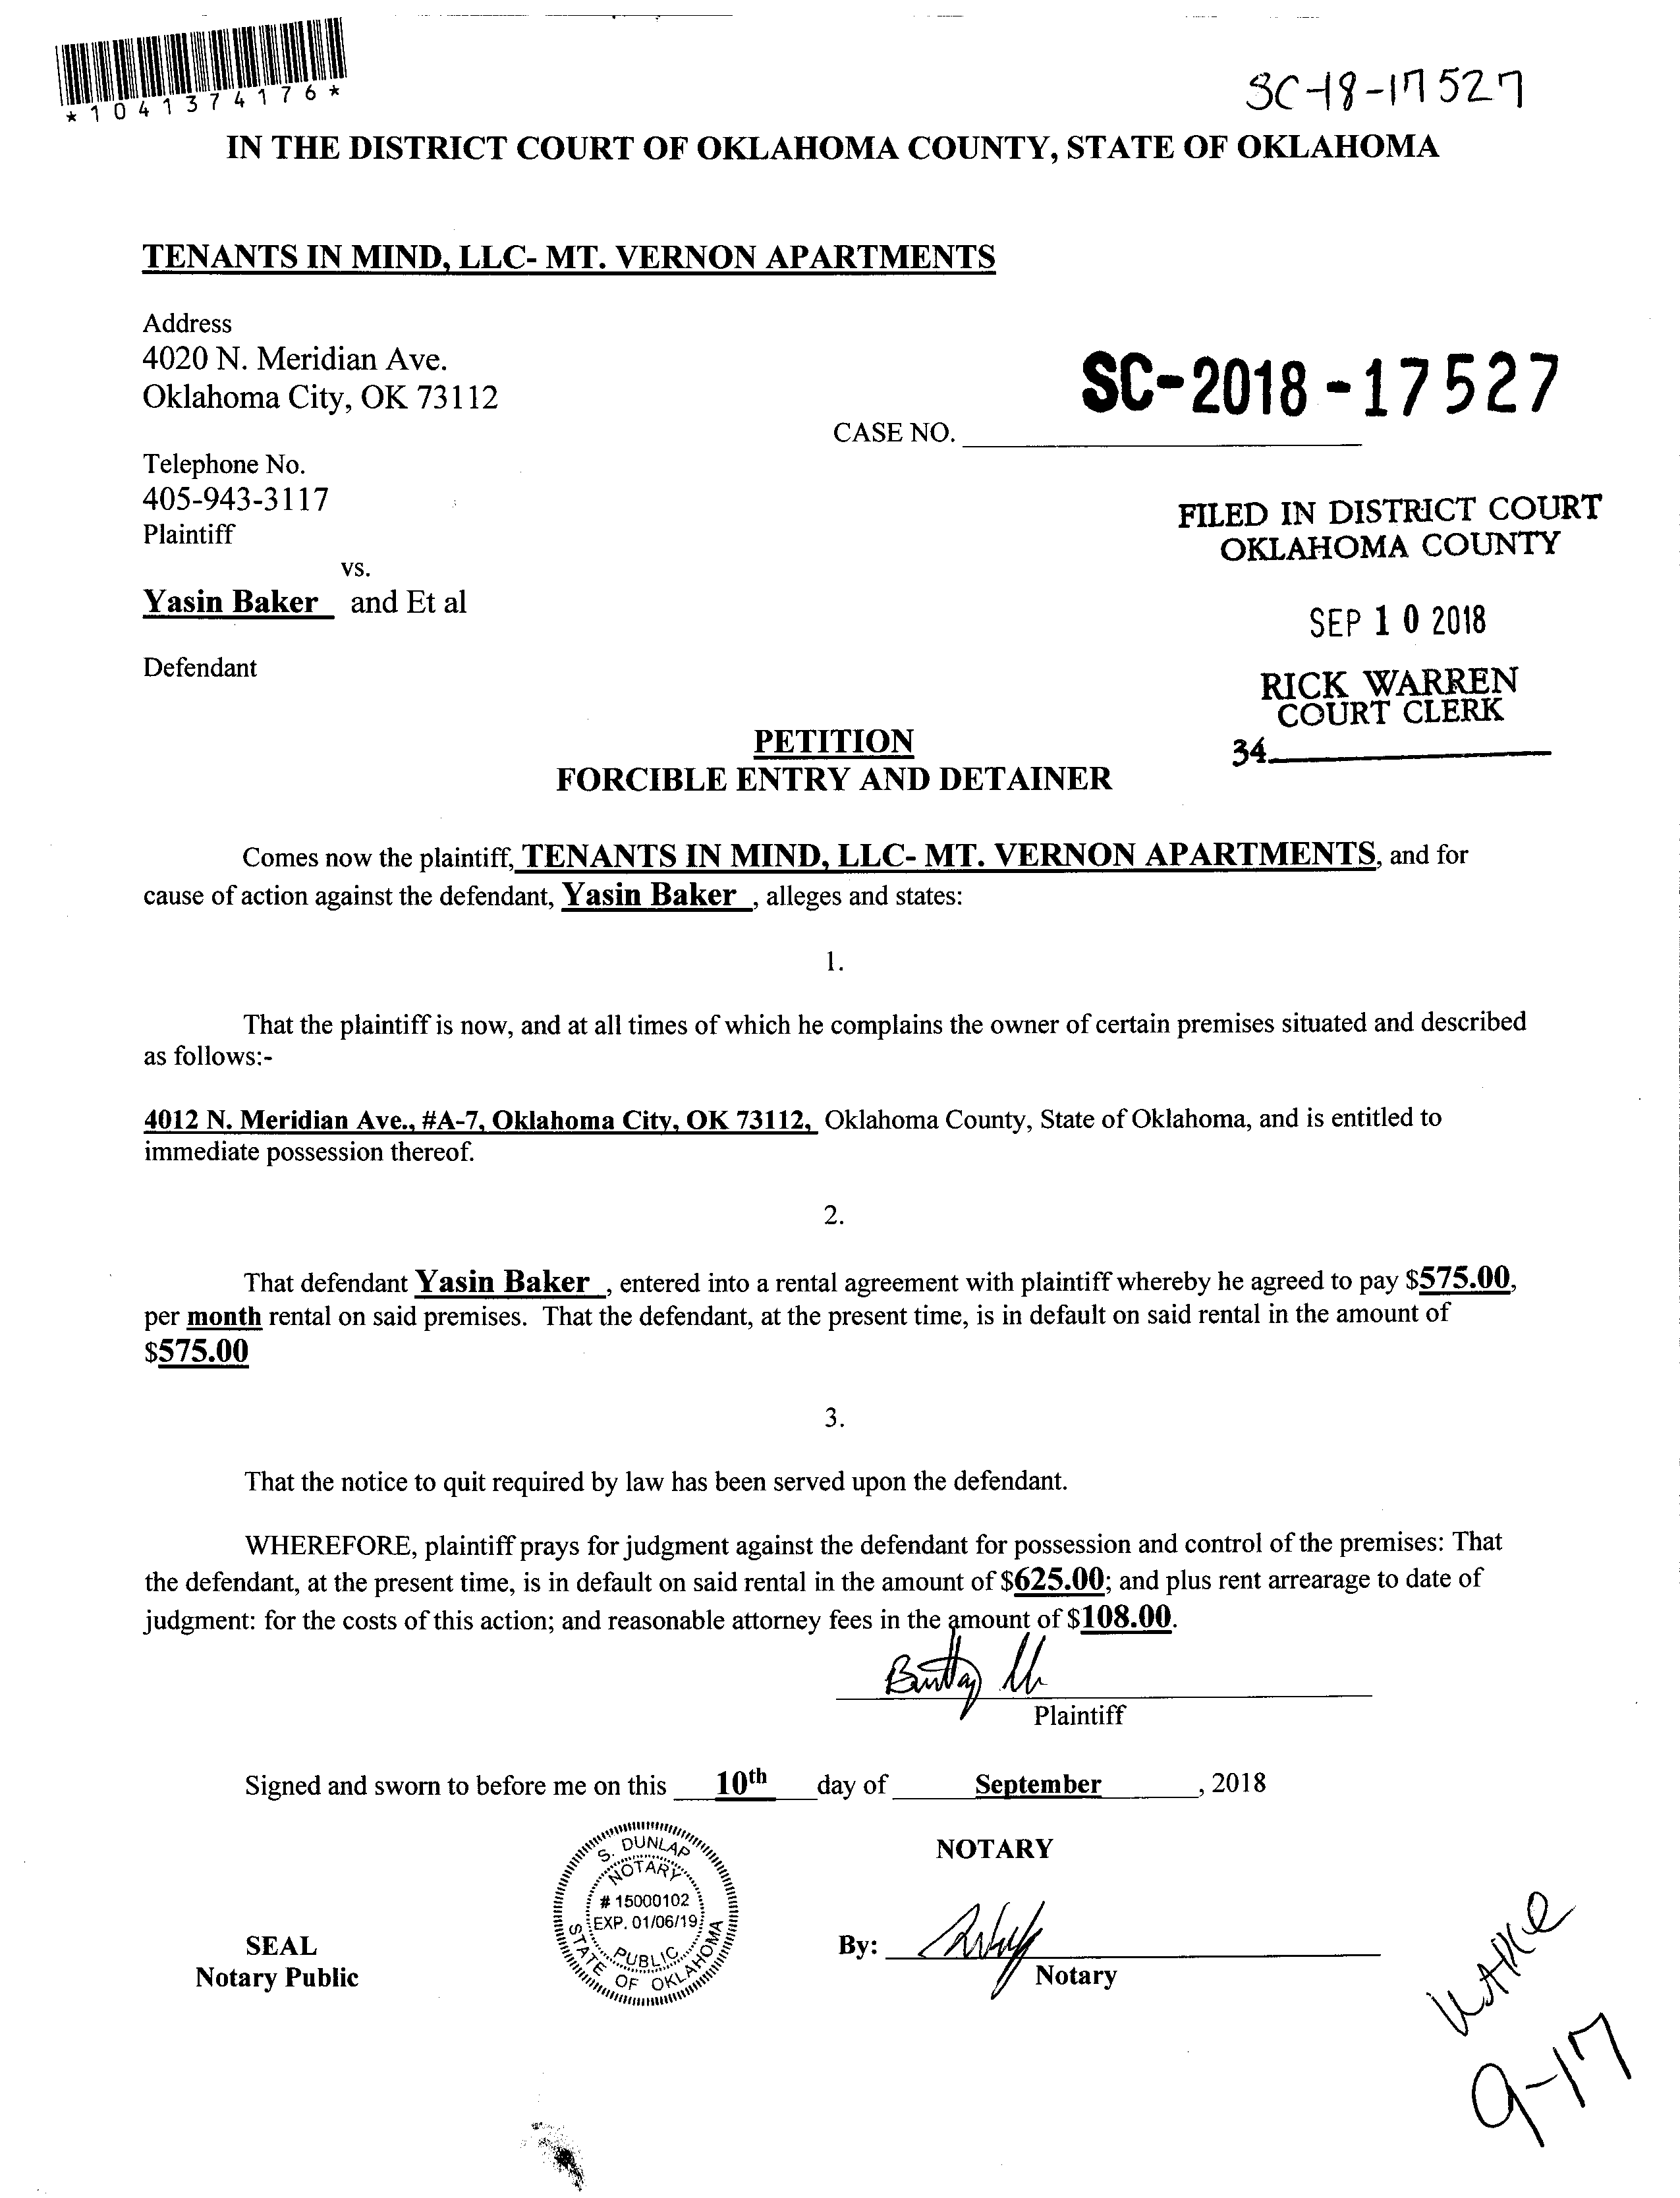 *1041374176*
SC-18-17527
IN THE DISTRICT COURT OF OKLAHOMA COUNTY, STATE OF OKLAHOMA
TENANTS IN MIND, LLC- MT. VERNON APARTMENTS
Address
4020 N. Meridian Ave.
Oklahoma City, OK 73112
SC-2018-17527
CASE NO.
Telephone No.
405-943-3117
Plaintiff
vs.
Yasin Baker and Et al
Defendant
FILED IN DISTRICT COURT
OKLAHOMA COUNTY
SEP 10 2018
RICK WARREN
COURT CLERK
34
PETITION
FORCIBLE ENTRY AND DETAINER
Comes now the plaintiff, TENANTS IN MIND, LLC- MT. VERNON APARTMENTS, and for
cause of action against the defendant, Yasin Baker , alleges and states:
1.
That the plaintiff is now, and at all times of which he complains the owner of certain premises situated and described
as follows:-
4012 N. Meridian Ave., #A-7, Oklahoma City, OK 73112, Oklahoma County, State of Oklahoma, and is entitled to
immediate possession thereof.
2.
That defendant Yasin Baker , entered into a rental agreement with plaintiff whereby he agreed to pay $575.00,
per month rental on said premises. That the defendant, at the present time, is in default on said rental in the amount of
$575.00
3.
That the notice to quit required by law has been served upon the defendant.
WHEREFORE, plaintiff prays for judgment against the defendant for possession and control of the premises: That
the defendant, at the present time, is in default on said rental in the amount of $625.00; and plus rent arrearage to date of
judgment: for the costs of this action; and reasonable attorney fees in the amount of $108.00.
Plaintiff
Signed and sworn to before me on this 10th day of September , 2018
NOTARY
S. DUNLAP
NOTARY
# 15000102
EXP. 01/06/19
PUBLIC
STATE OF OKLAHOMA
SEAL
Notary Public
By:
Notary
9-17